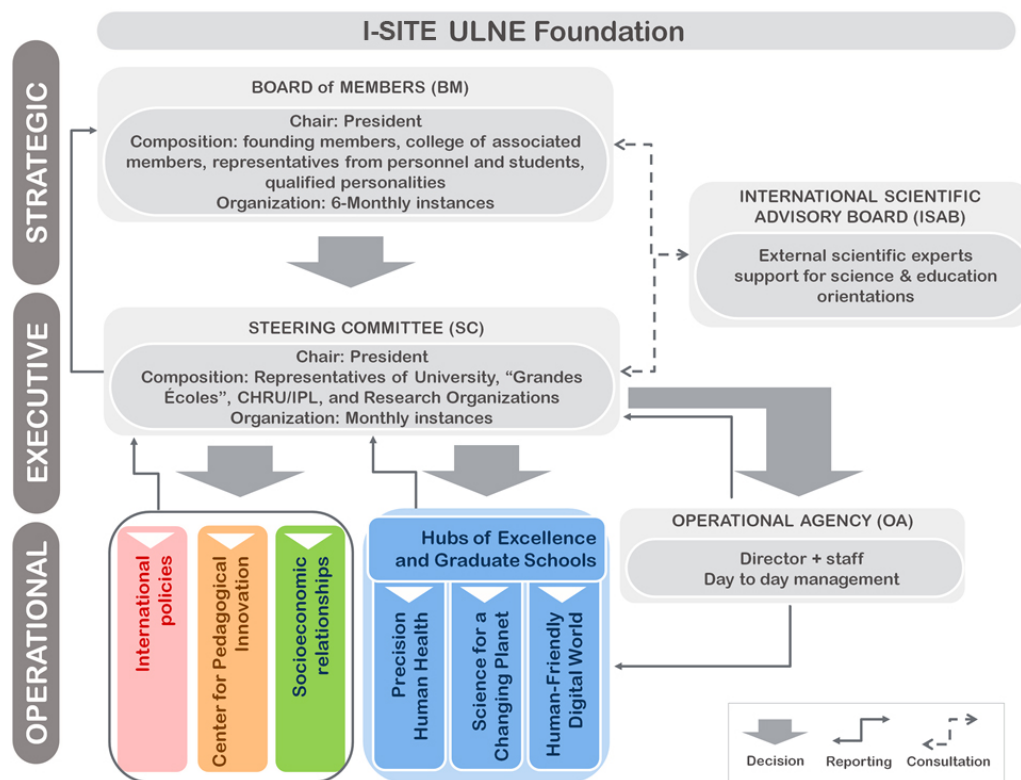 I-SITE ULNE Foundation
STRATEGIC
BOARD of MEMBERS (BM)
Chair: President
Composition: founding members, college of associated
members, representatives from personnel and students,
qualified personalities
Organization: 6-Monthly instances
INTERNATIONAL SCIENTIFIC
ADVISORY BOARD (ISAB)
External scientific experts
support for science & education
orientations
EXECUTIVE
STEERING COMMITTEE (SC)
Chair: President
Composition: Representatives of University, “Grandes
Écoles”, CHRU/IPL, and Research Organizations
Organization: Monthly instances
OPERATIONAL
International
policies
Center for Pedagogical
Innovation
Socioeconomic
relationships
Hubs of Excellence
and Graduate Schools
Precision
Human Health
Science for a
Changing Planet
Human-Friendly
Digital World
OPERATIONAL AGENCY (OA)
Director + staff
Day to day management
Decision
Reporting
Consultation